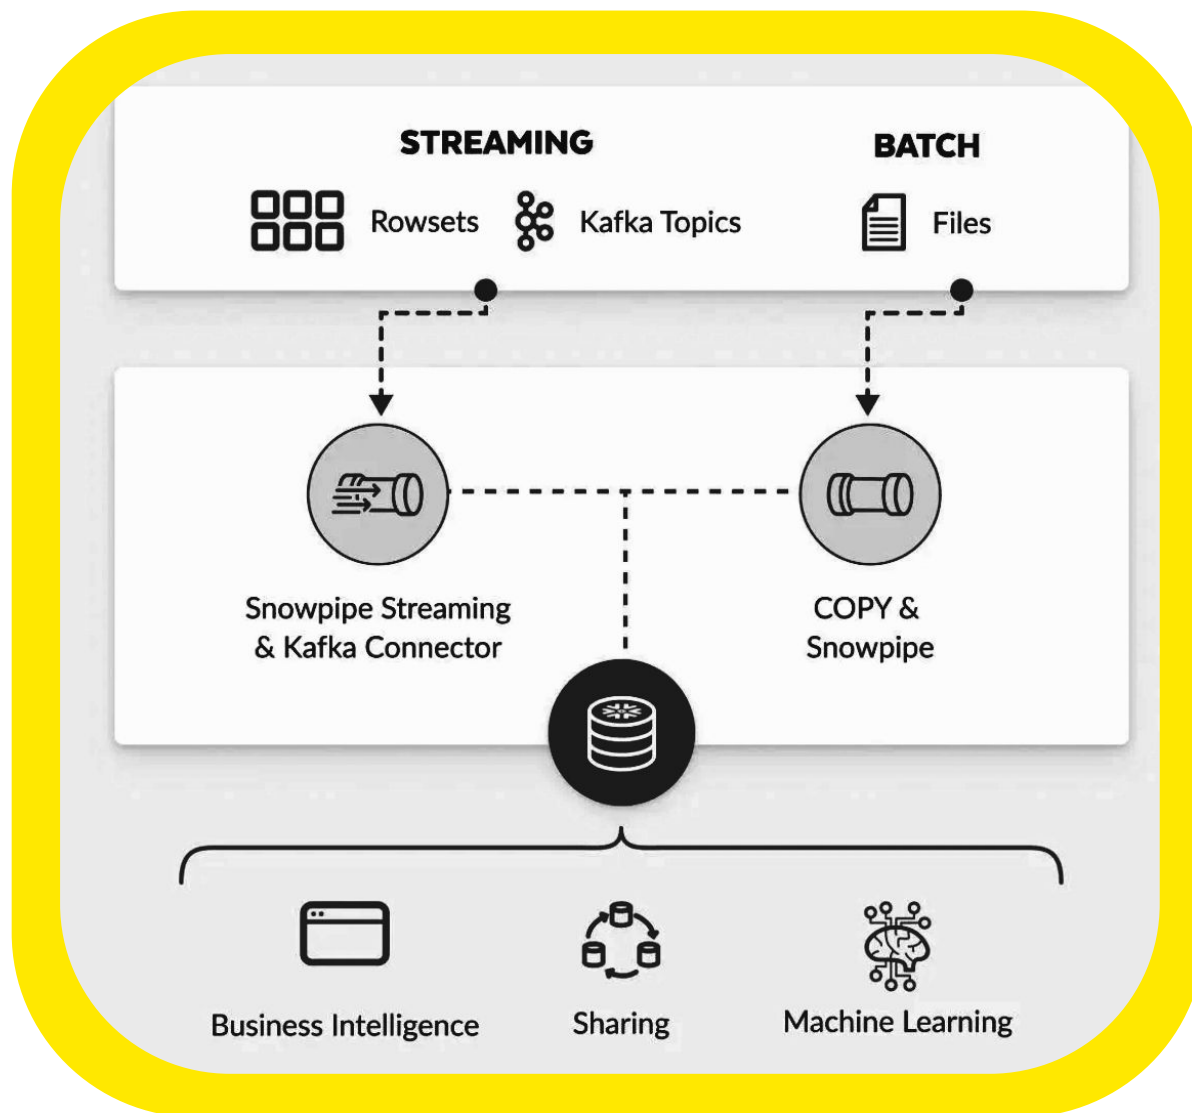 STREAMING
BATCH
Rowsets
Kafka Topics
Files
Snowpipe Streaming
& Kafka Connector
COPY &
Snowpipe
Business Intelligence
Sharing
Machine Learning